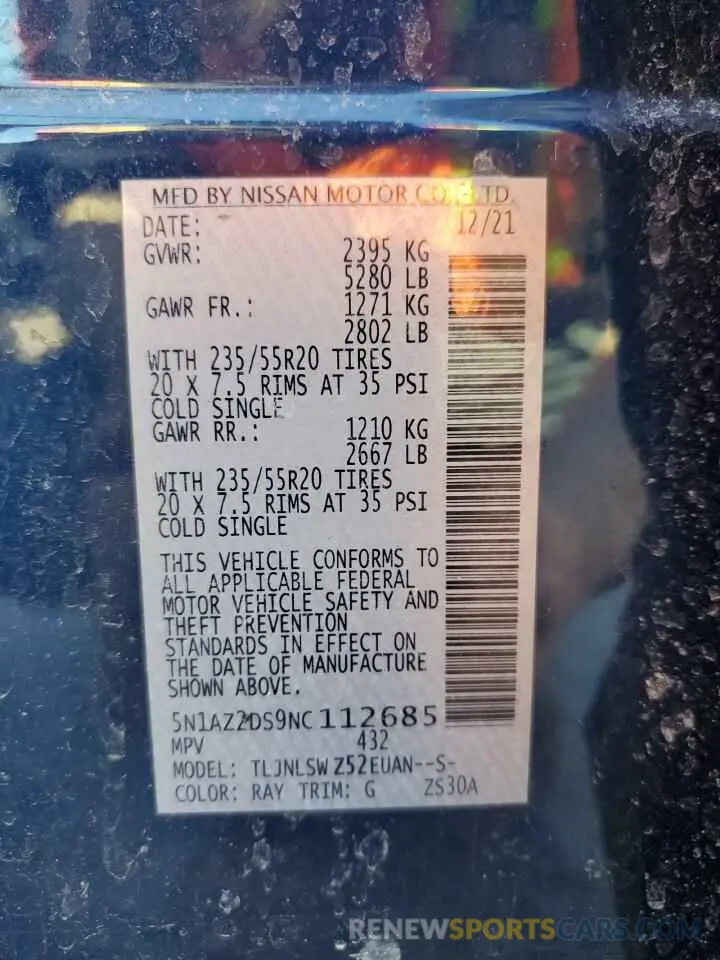 MFD BY NISSAN MOTOR CO., LTD.
DATE: 12/21
GVWR: 2395 KG
5280 LB
GAWR FR.: 1271 KG
2802 LB
WITH 235/55R20 TIRES
20 X 7.5 RIMS AT 35 PSI
COLD SINGLE
GAWR RR.: 1210 KG
2667 LB
WITH 235/55R20 TIRES
20 X 7.5 RIMS AT 35 PSI
COLD SINGLE
THIS VEHICLE CONFORMS TO
ALL APPLICABLE FEDERAL
MOTOR VEHICLE SAFETY AND
THEFT PREVENTION
STANDARDS IN EFFECT ON
THE DATE OF MANUFACTURE
SHOWN ABOVE.
5N1AZ2DS9NC112685
MPV 432
MODEL: TLJNLSW Z52EUAN--S-
COLOR: RAY TRIM: G ZS30A
RENEWSPORTSCARS.COM